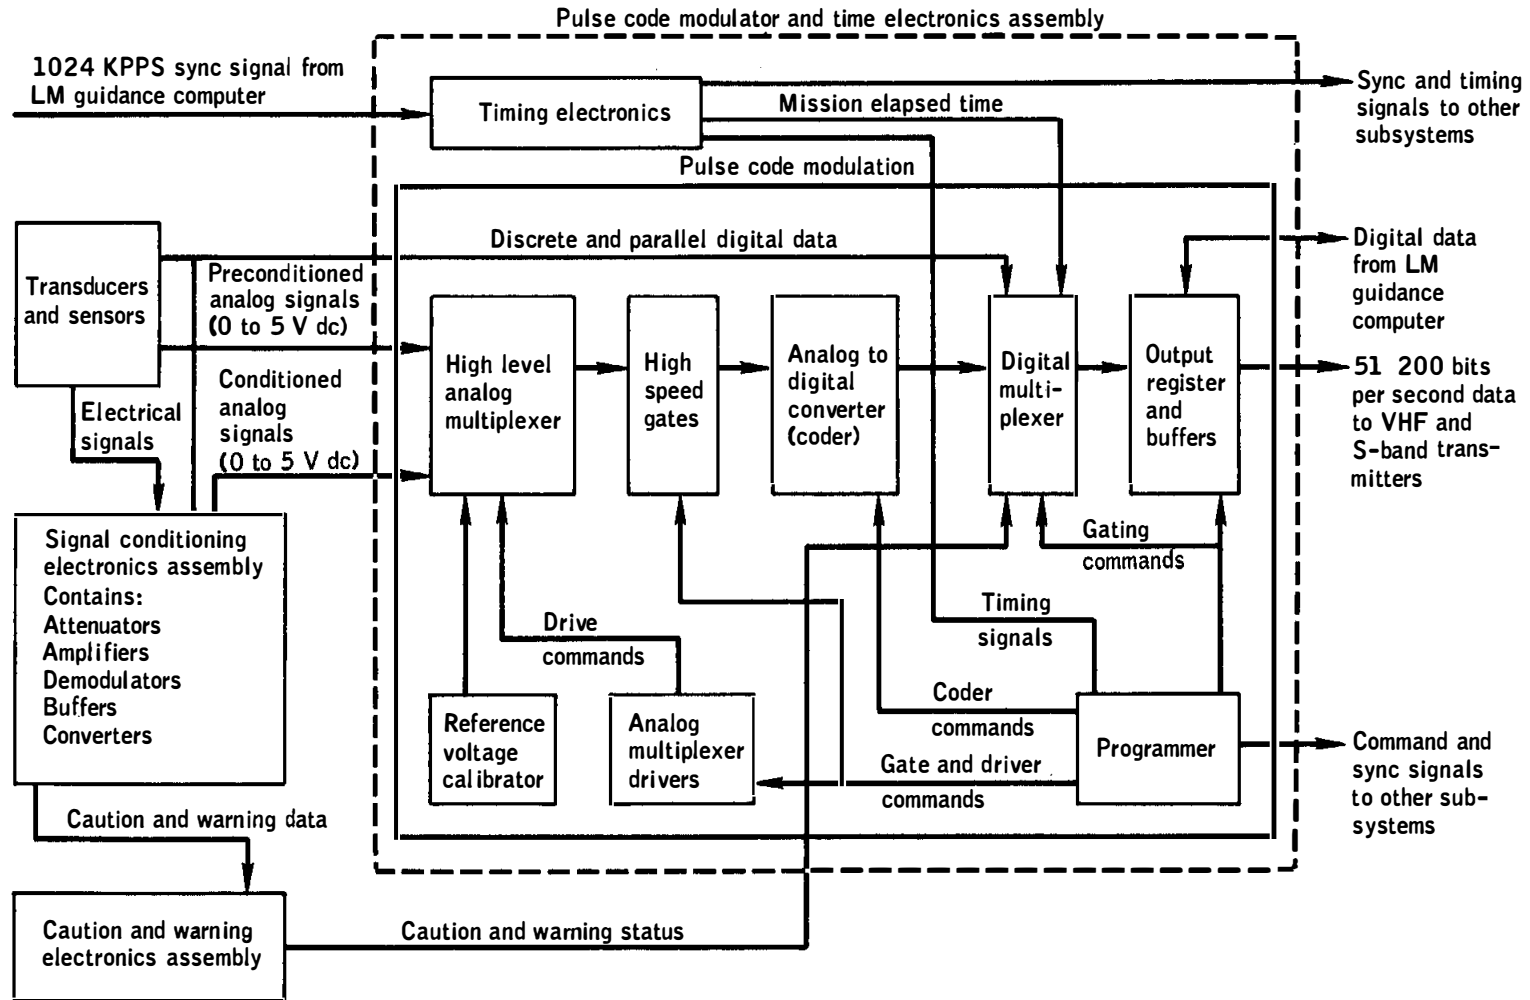 Pulse code modulator and time electronics assembly
1024 KPPS sync signal from
LM guidance computer
Timing electronics
Mission elapsed time
Sync and timing
signals to other
subsystems
Pulse code modulation
Transducers
and sensors
Discrete and parallel digital data
Preconditioned
analog signals
(0 to 5 V dc)
Digital data
from LM
guidance
computer
High level
analog
multiplexer
High
speed
gates
Analog to
digital
converter
(coder)
Digital
multi-
plexer
Output
register
and
buffers
51 200 bits
per second data
to VHF and
S-band trans-
mitters
Electrical
signals
Conditioned
analog
signals
(0 to 5 V dc)
Signal conditioning
electronics assembly
Contains:
Attenuators
Amplifiers
Demodulators
Buffers
Converters
Gating
commands
Drive
commands
Timing
signals
Coder
commands
Reference
voltage
calibrator
Analog
multiplexer
drivers
Gate and driver
commands
Programmer
Command and
sync signals
to other sub-
systems
Caution and warning data
Caution and warning
electronics assembly
Caution and warning status